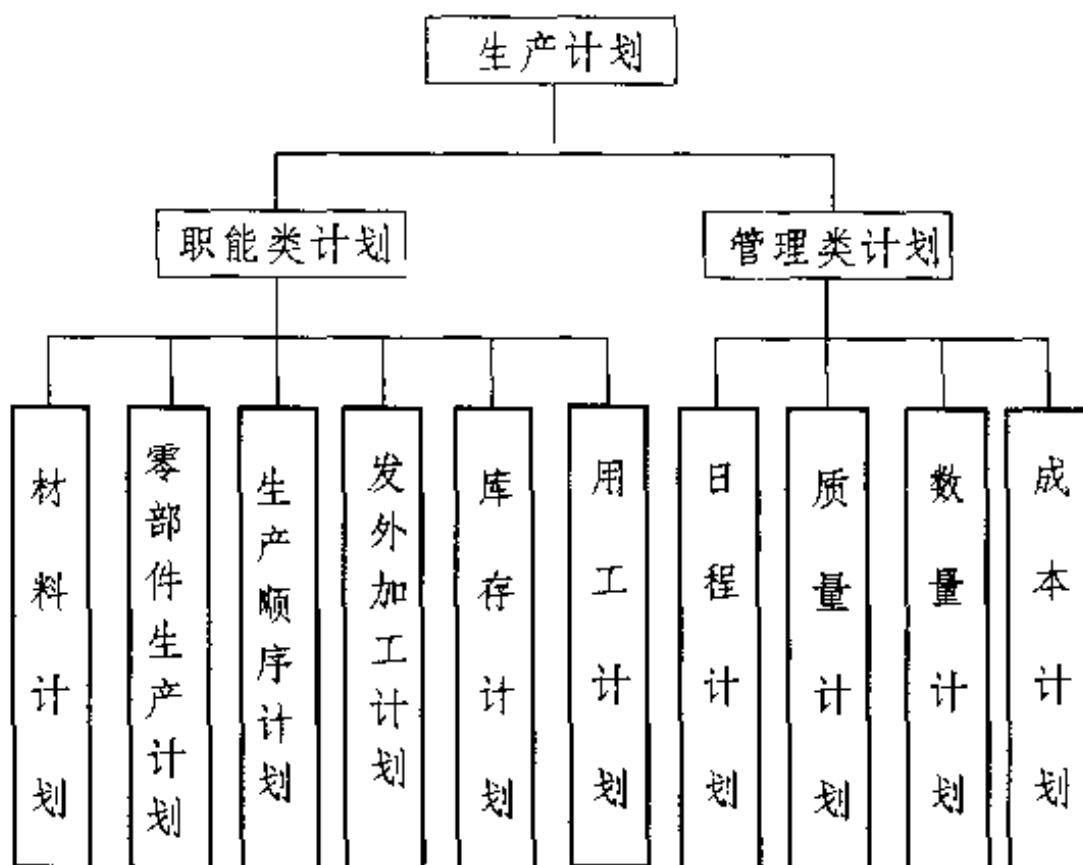 生产计划
职能类计划
管理类计划
材料计划
零部件生产计划
生产顺序计划
发外加工计划
库存计划
用工计划
日程计划
质量计划
数量计划
成本计划